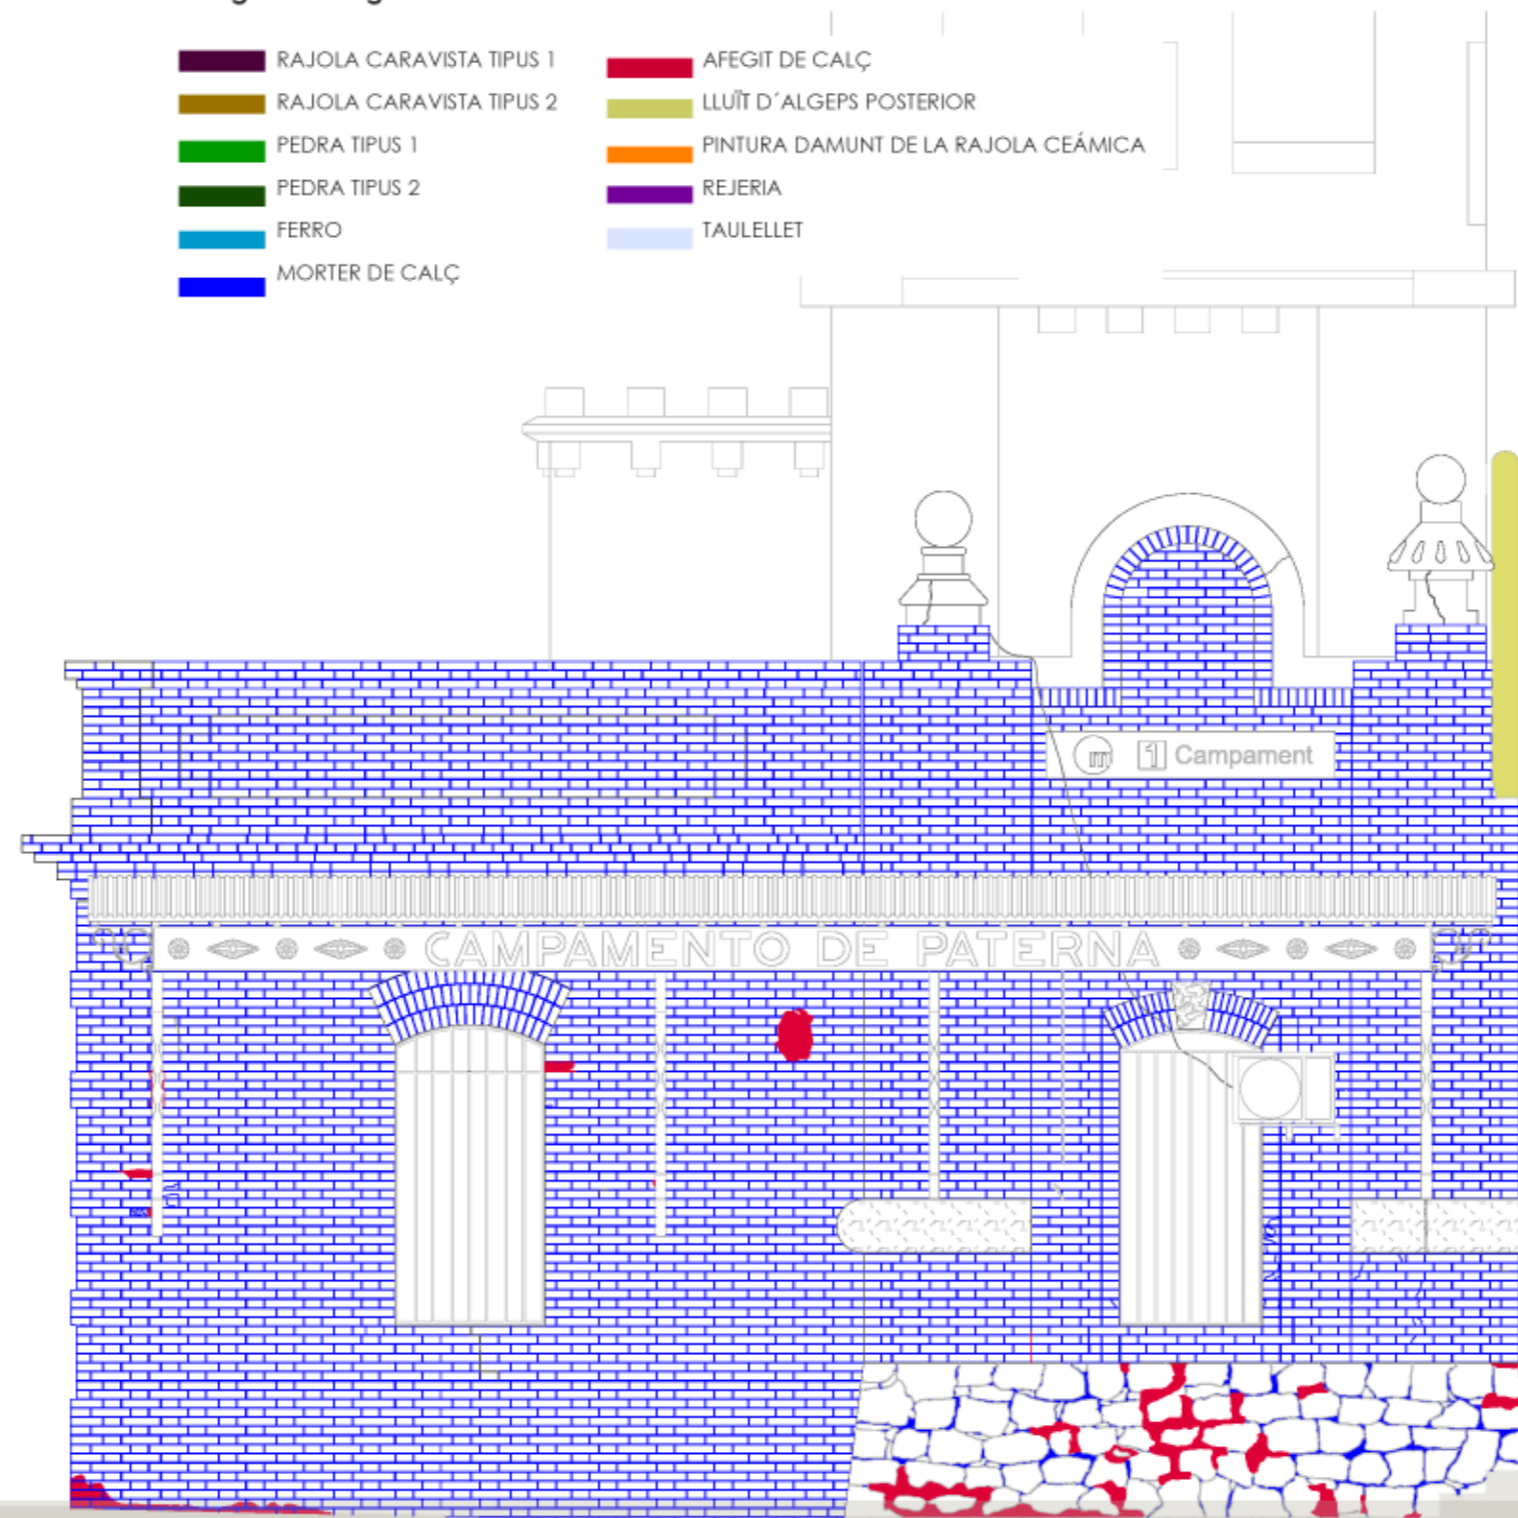 RAJOLA CARAVISTA TIPUS 1
RAJOLA CARAVISTA TIPUS 2
PEDRA TIPUS 1
PEDRA TIPUS 2
FERRO
MORTER DE CALÇ
AFEGIT DE CALÇ
LLUÏT D´ALGEPS POSTERIOR
PINTURA DAMUNT DE LA RAJOLA CEÁMICA
REJERIA
TAULELLET
m 1 Campament
CAMPAMENTO DE PATERNA